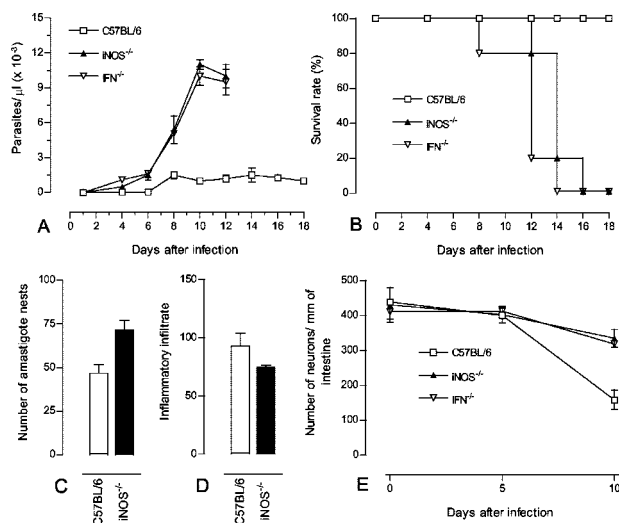 C57BL/6
iNOS-/-
IFN-/-
Parasites/ µl (x 10-3)
15
12
9
6
3
0
0 2 4 6 8 10 12 14 16 18
A
Days after infection
Survival rate (%)
100
80
60
40
20
0
C57BL/6
iNOS-/-
IFN-/-
0 2 4 6 8 10 12 14 16 18
B
Days after infection
Number of amastigote nests
100
75
50
25
0
C
C57BL/6
iNOS-/-
Inflammatory infiltrate
150
100
50
0
D
C57BL/6
iNOS-/-
Number of neurons/ mm of
intestine
500
400
300
200
100
0
C57BL/6
iNOS-/-
IFN-/-
0 5 10
E
Days after infection